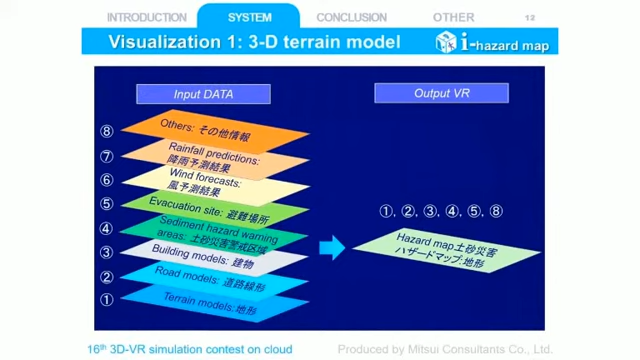 INTRODUCTION
SYSTEM
CONCLUSION
OTHER
12
Visualization 1: 3-D terrain model
i-hazard map
Input DATA
Output VR
⑧
Others: その他情報
⑦
Rainfall predictions:
降雨予測結果
⑥
Wind forecasts:
風予測結果
⑤
Evacuation site: 避難場所
④
Sediment hazard warning
areas: 土砂災害警戒区域
③
Building models: 建物
②
Road models: 道路線形
①
Terrain models:地形
①, ②, ③, ④, ⑤, ⑧
Hazard map土砂災害
ハザードマップ:地形
16th 3D-VR simulation contest on cloud
Produced by Mitsui Consultants Co., Ltd.